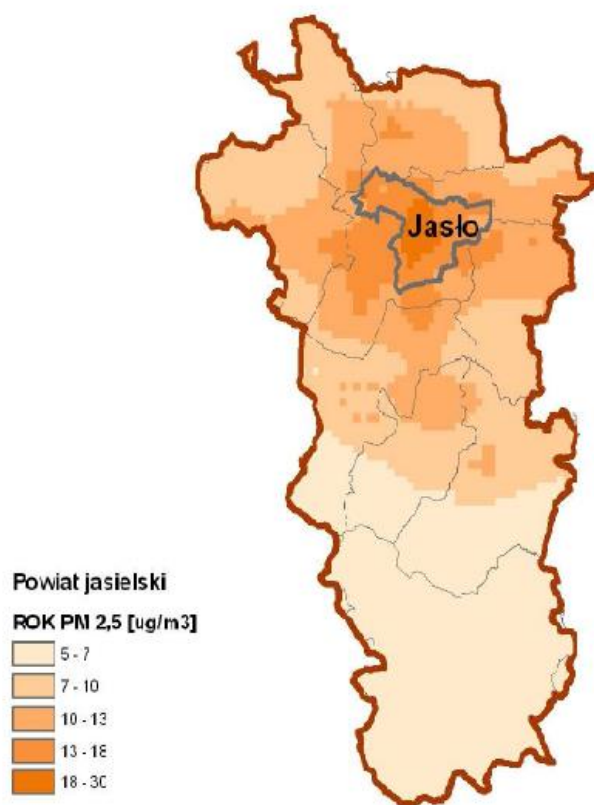 Jasło
Powiat jasielski
ROK PM 2,5 [ug/m3]
5 - 7
7 - 10
10 - 13
13 - 18
18 - 30